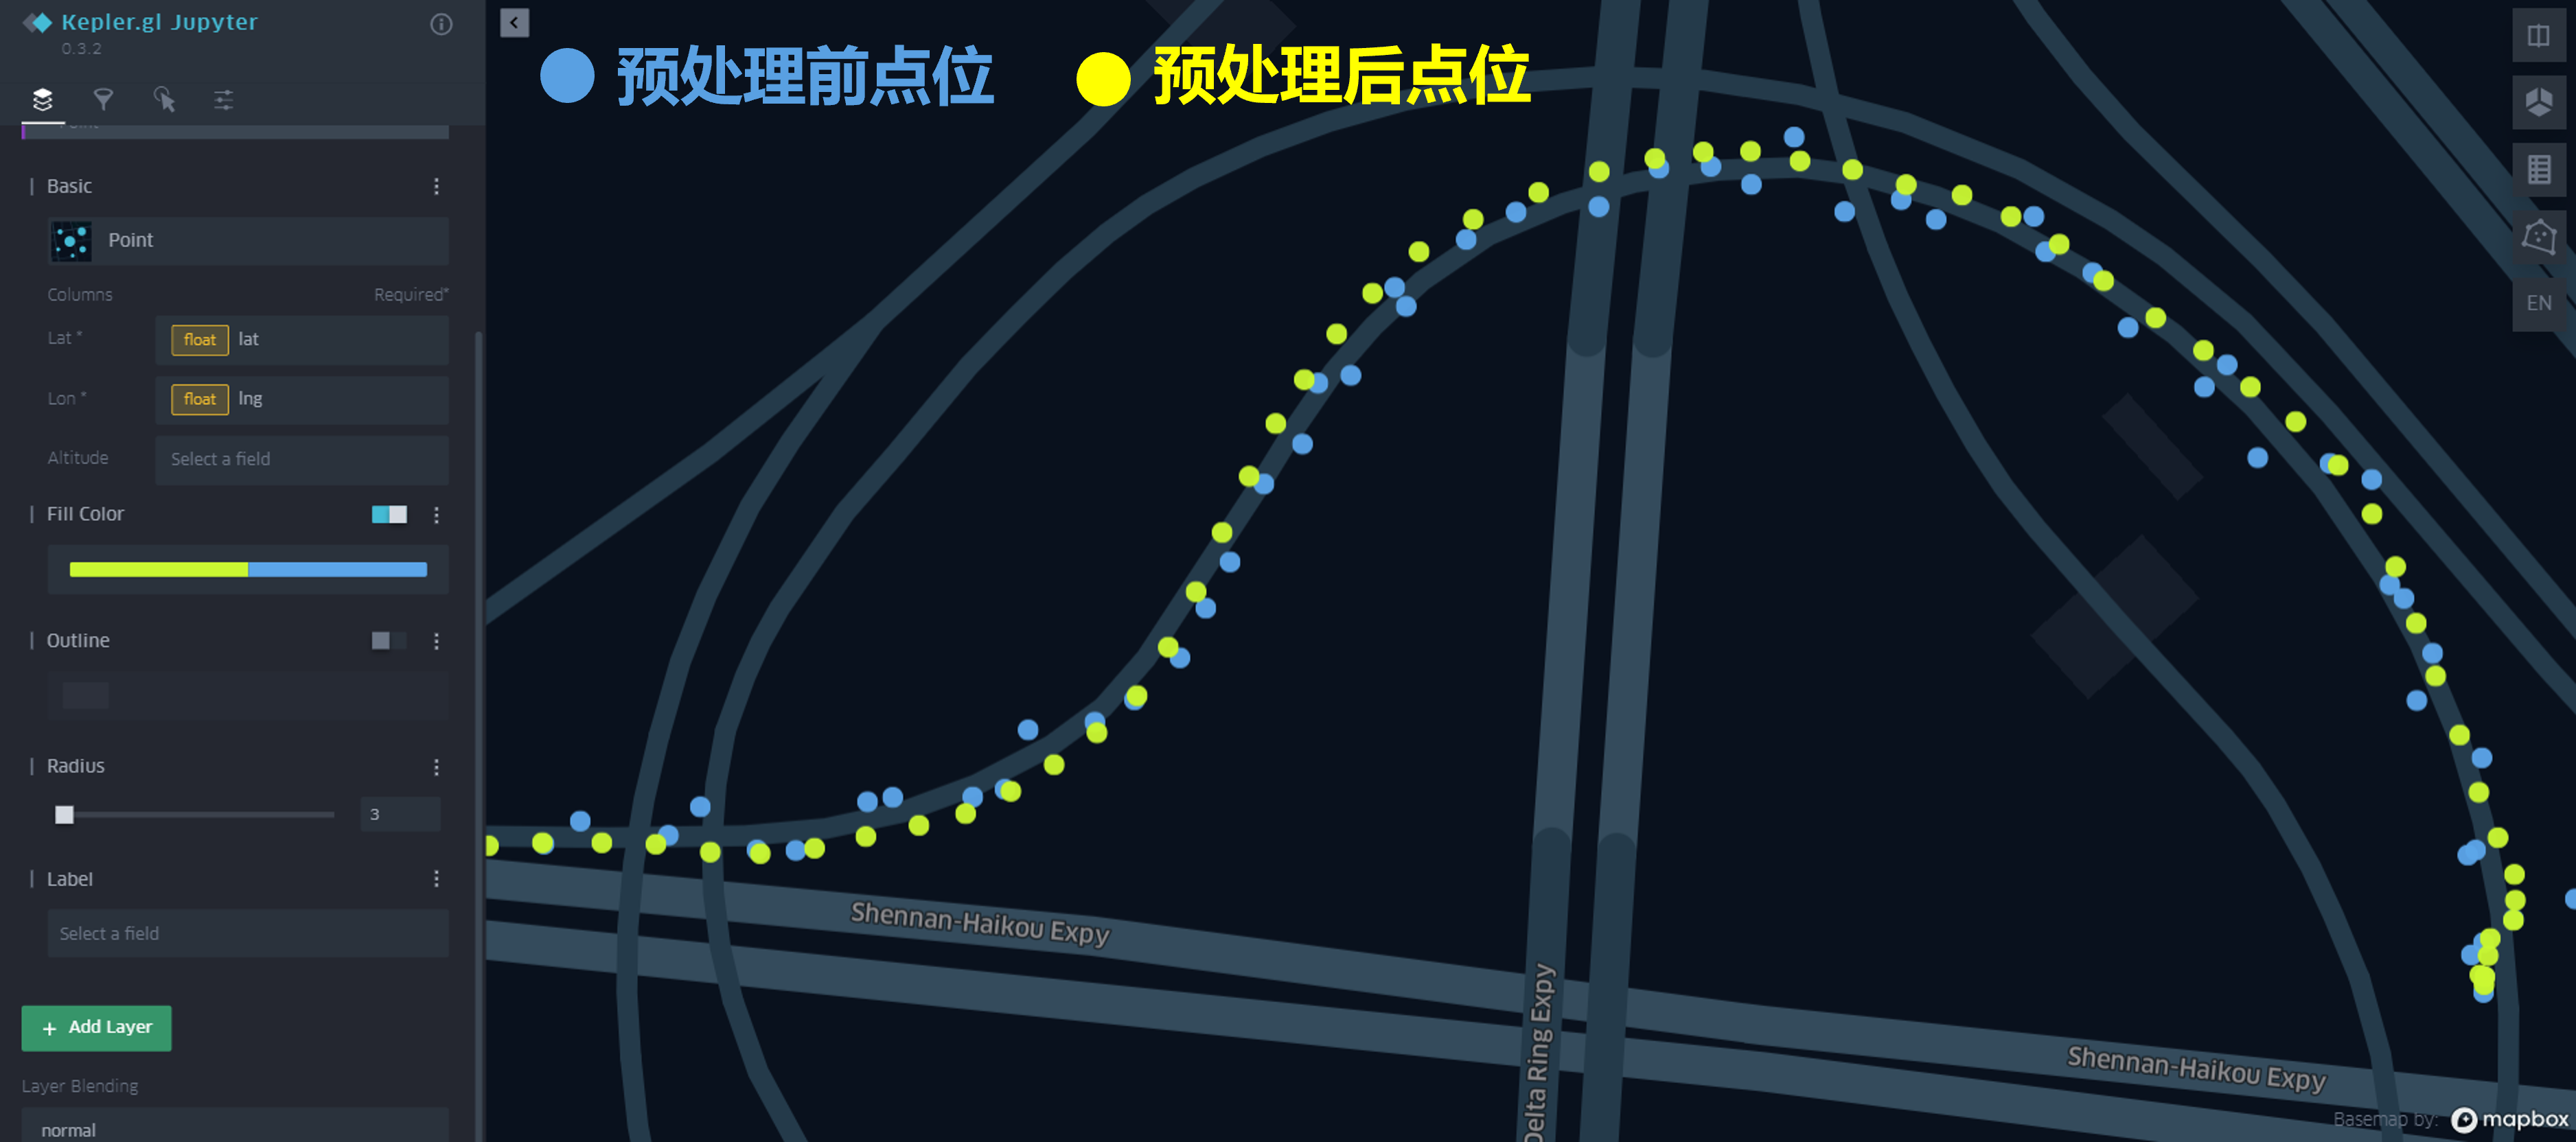 Kepler.gl Jupyter
0.3.2
预处理前点位
预处理后点位
Point
Basic
Point
Columns
Required*
Lat *
float
lat
Lon *
float
lng
Altitude
Select a field
Fill Color
Outline
Radius
3
Label
Select a field
+ Add Layer
Layer Blending
normal
EN
Shennan-Haikou Expy
Delta Ring Expy
Shennan-Haikou Expy
Basemap by:
mapbox